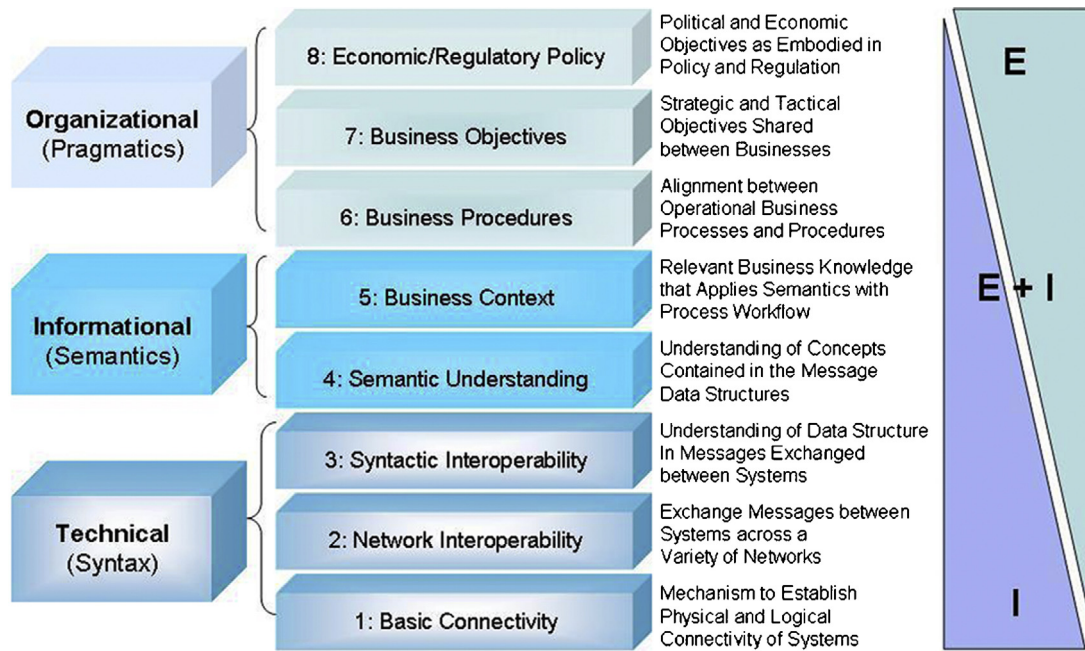 Organizational
(Pragmatics)
8: Economic/Regulatory Policy
Political and Economic
Objectives as Embodied in
Policy and Regulation
7: Business Objectives
Strategic and Tactical
Objectives Shared
between Businesses
6: Business Procedures
Alignment between
Operational Business
Processes and Procedures
Informational
(Semantics)
5: Business Context
Relevant Business Knowledge
that Applies Semantics with
Process Workflow
4: Semantic Understanding
Understanding of Concepts
Contained in the Message
Data Structures
Technical
(Syntax)
3: Syntactic Interoperability
Understanding of Data Structure
In Messages Exchanged
between Systems
2: Network Interoperability
Exchange Messages between
Systems across a
Variety of Networks
1: Basic Connectivity
Mechanism to Establish
Physical and Logical
Connectivity of Systems
E
E + I
I